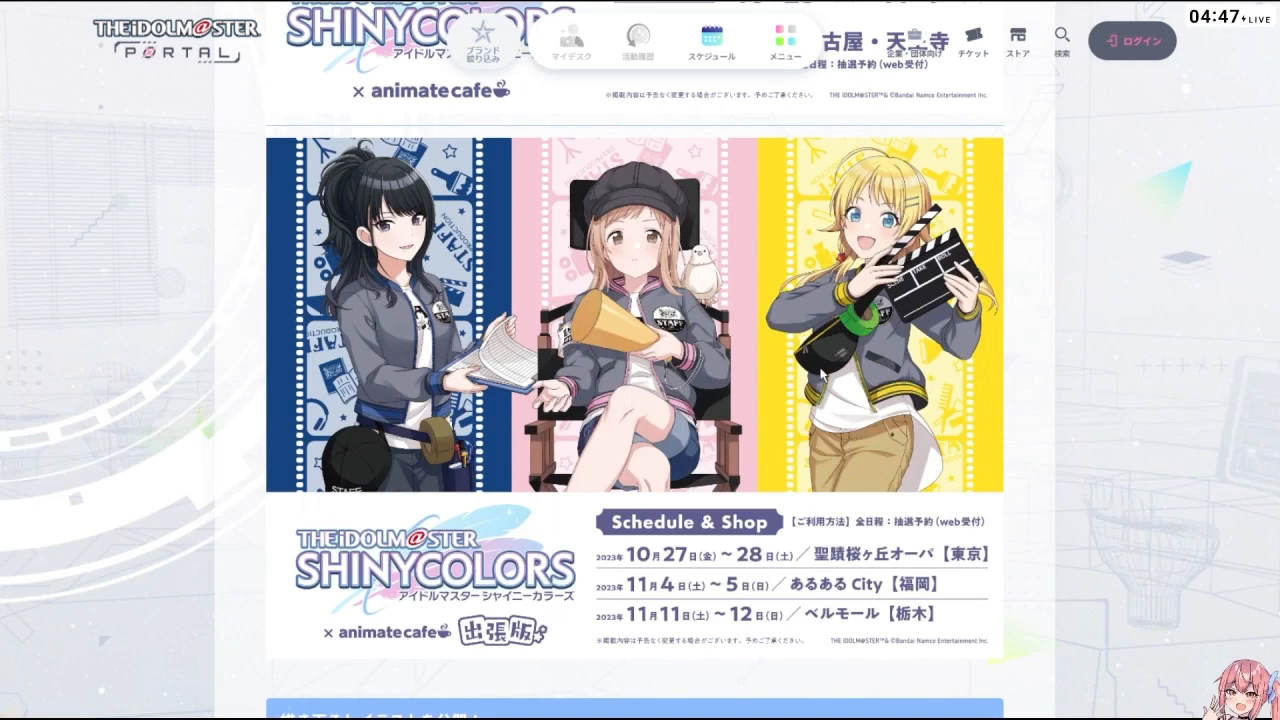 THE IDOLM@STER
PORTAL
ブランド
絞り込み
マイデスク
活動履歴
スケジュール
メニュー
企業・団体向け
チケット
ストア
検索
ログイン
04:47 LIVE
SHINYCOLORS
古屋・天王寺
日程：抽選予約（web受付）
× animatecafe
※掲載内容は予告なく変更する場合がございます。予めご了承ください。 THE IDOLM@STER™& ©Bandai Namco Entertainment Inc.
STAFF
STAFF
SCENE TAKE ROLL
STAFF
THE IDOLM@STER
SHINYCOLORS
アイドルマスター シャイニーカラーズ
× animatecafe 出張版
Schedule & Shop 【ご利用方法】全日程：抽選予約（web受付）
2023年10月27日(金)～28日(土)／聖蹟桜ヶ丘オーパ【東京】
2023年11月4日(土)～5日(日)／あるあるCity【福岡】
2023年11月11日(土)～12日(日)／ベルモール【栃木】
※掲載内容は予告なく変更する場合がございます。予めご了承ください。 THE IDOLM@STER™& ©Bandai Namco Entertainment Inc.